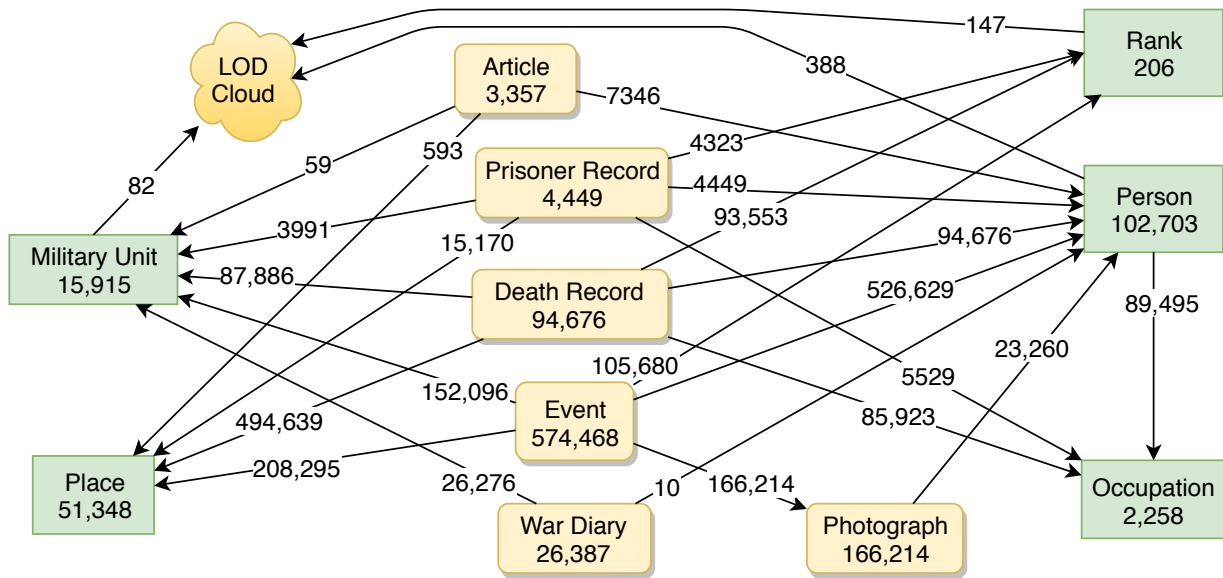 147
Rank
206
LOD
Cloud
Article
3,357
388
7346
593
4323
59
82
Prisoner Record
4,449
4449
Person
102,703
3991
15,170
93,553
94,676
Military Unit
15,915
87,886
Death Record
94,676
526,629
89,495
23,260
105,680
152,096
5529
Event
574,468
494,639
85,923
208,295
Place
51,348
26,276
10
166,214
Occupation
2,258
War Diary
26,387
Photograph
166,214